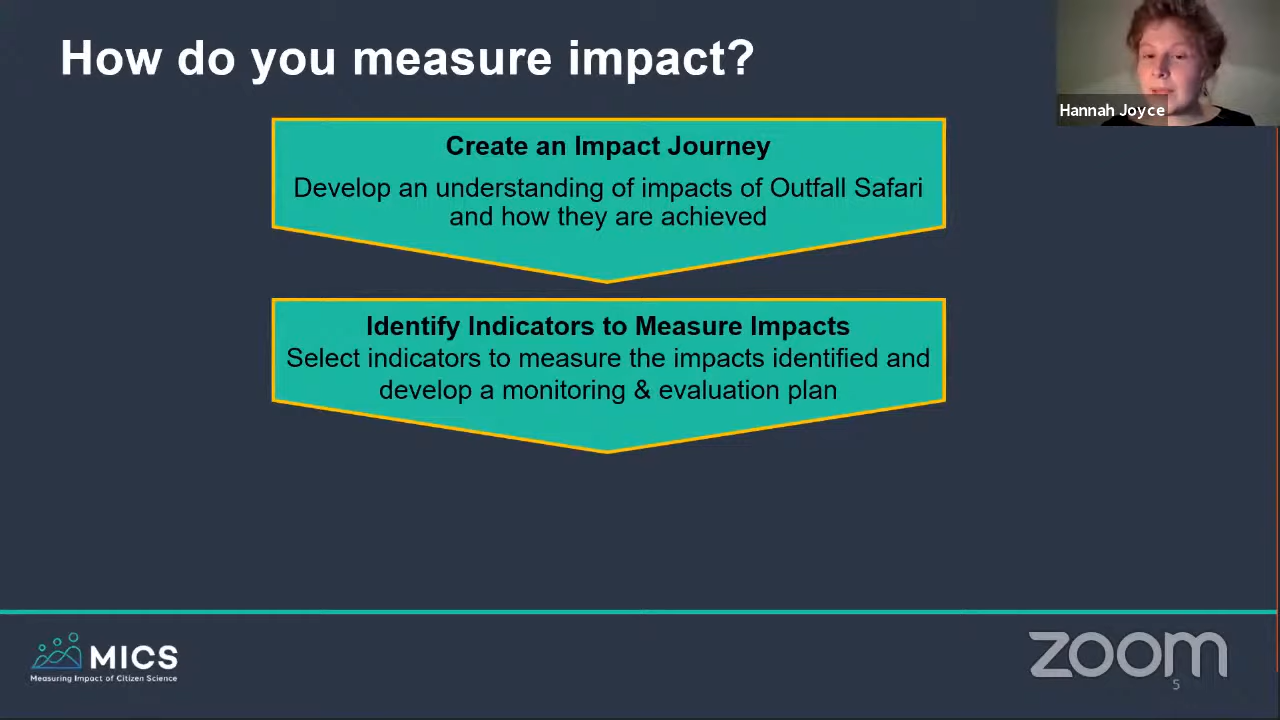 How do you measure impact?
Hannah Joyce
Create an Impact Journey
Develop an understanding of impacts of Outfall Safari
and how they are achieved
Identify Indicators to Measure Impacts
Select indicators to measure the impacts identified and
develop a monitoring & evaluation plan
MICS
Measuring Impact of Citizen Science
zoom
5